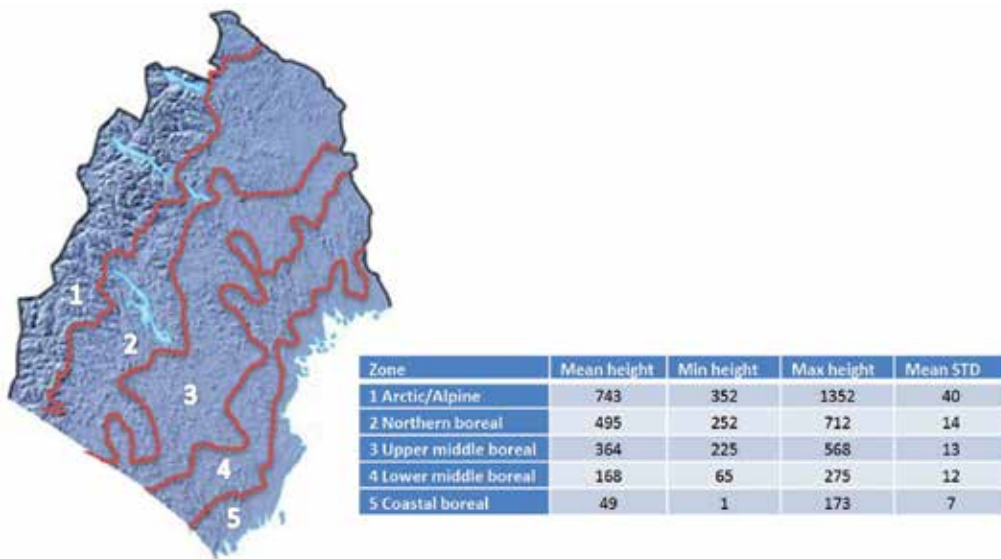 1
2
3
4
5
Zone Mean height Min height Max height Mean STD
1 Arctic/Alpine 743 352 1352 40
2 Northern boreal 495 252 712 14
3 Upper middle boreal 364 225 568 13
4 Lower middle boreal 168 65 275 12
5 Coastal boreal 49 1 173 7